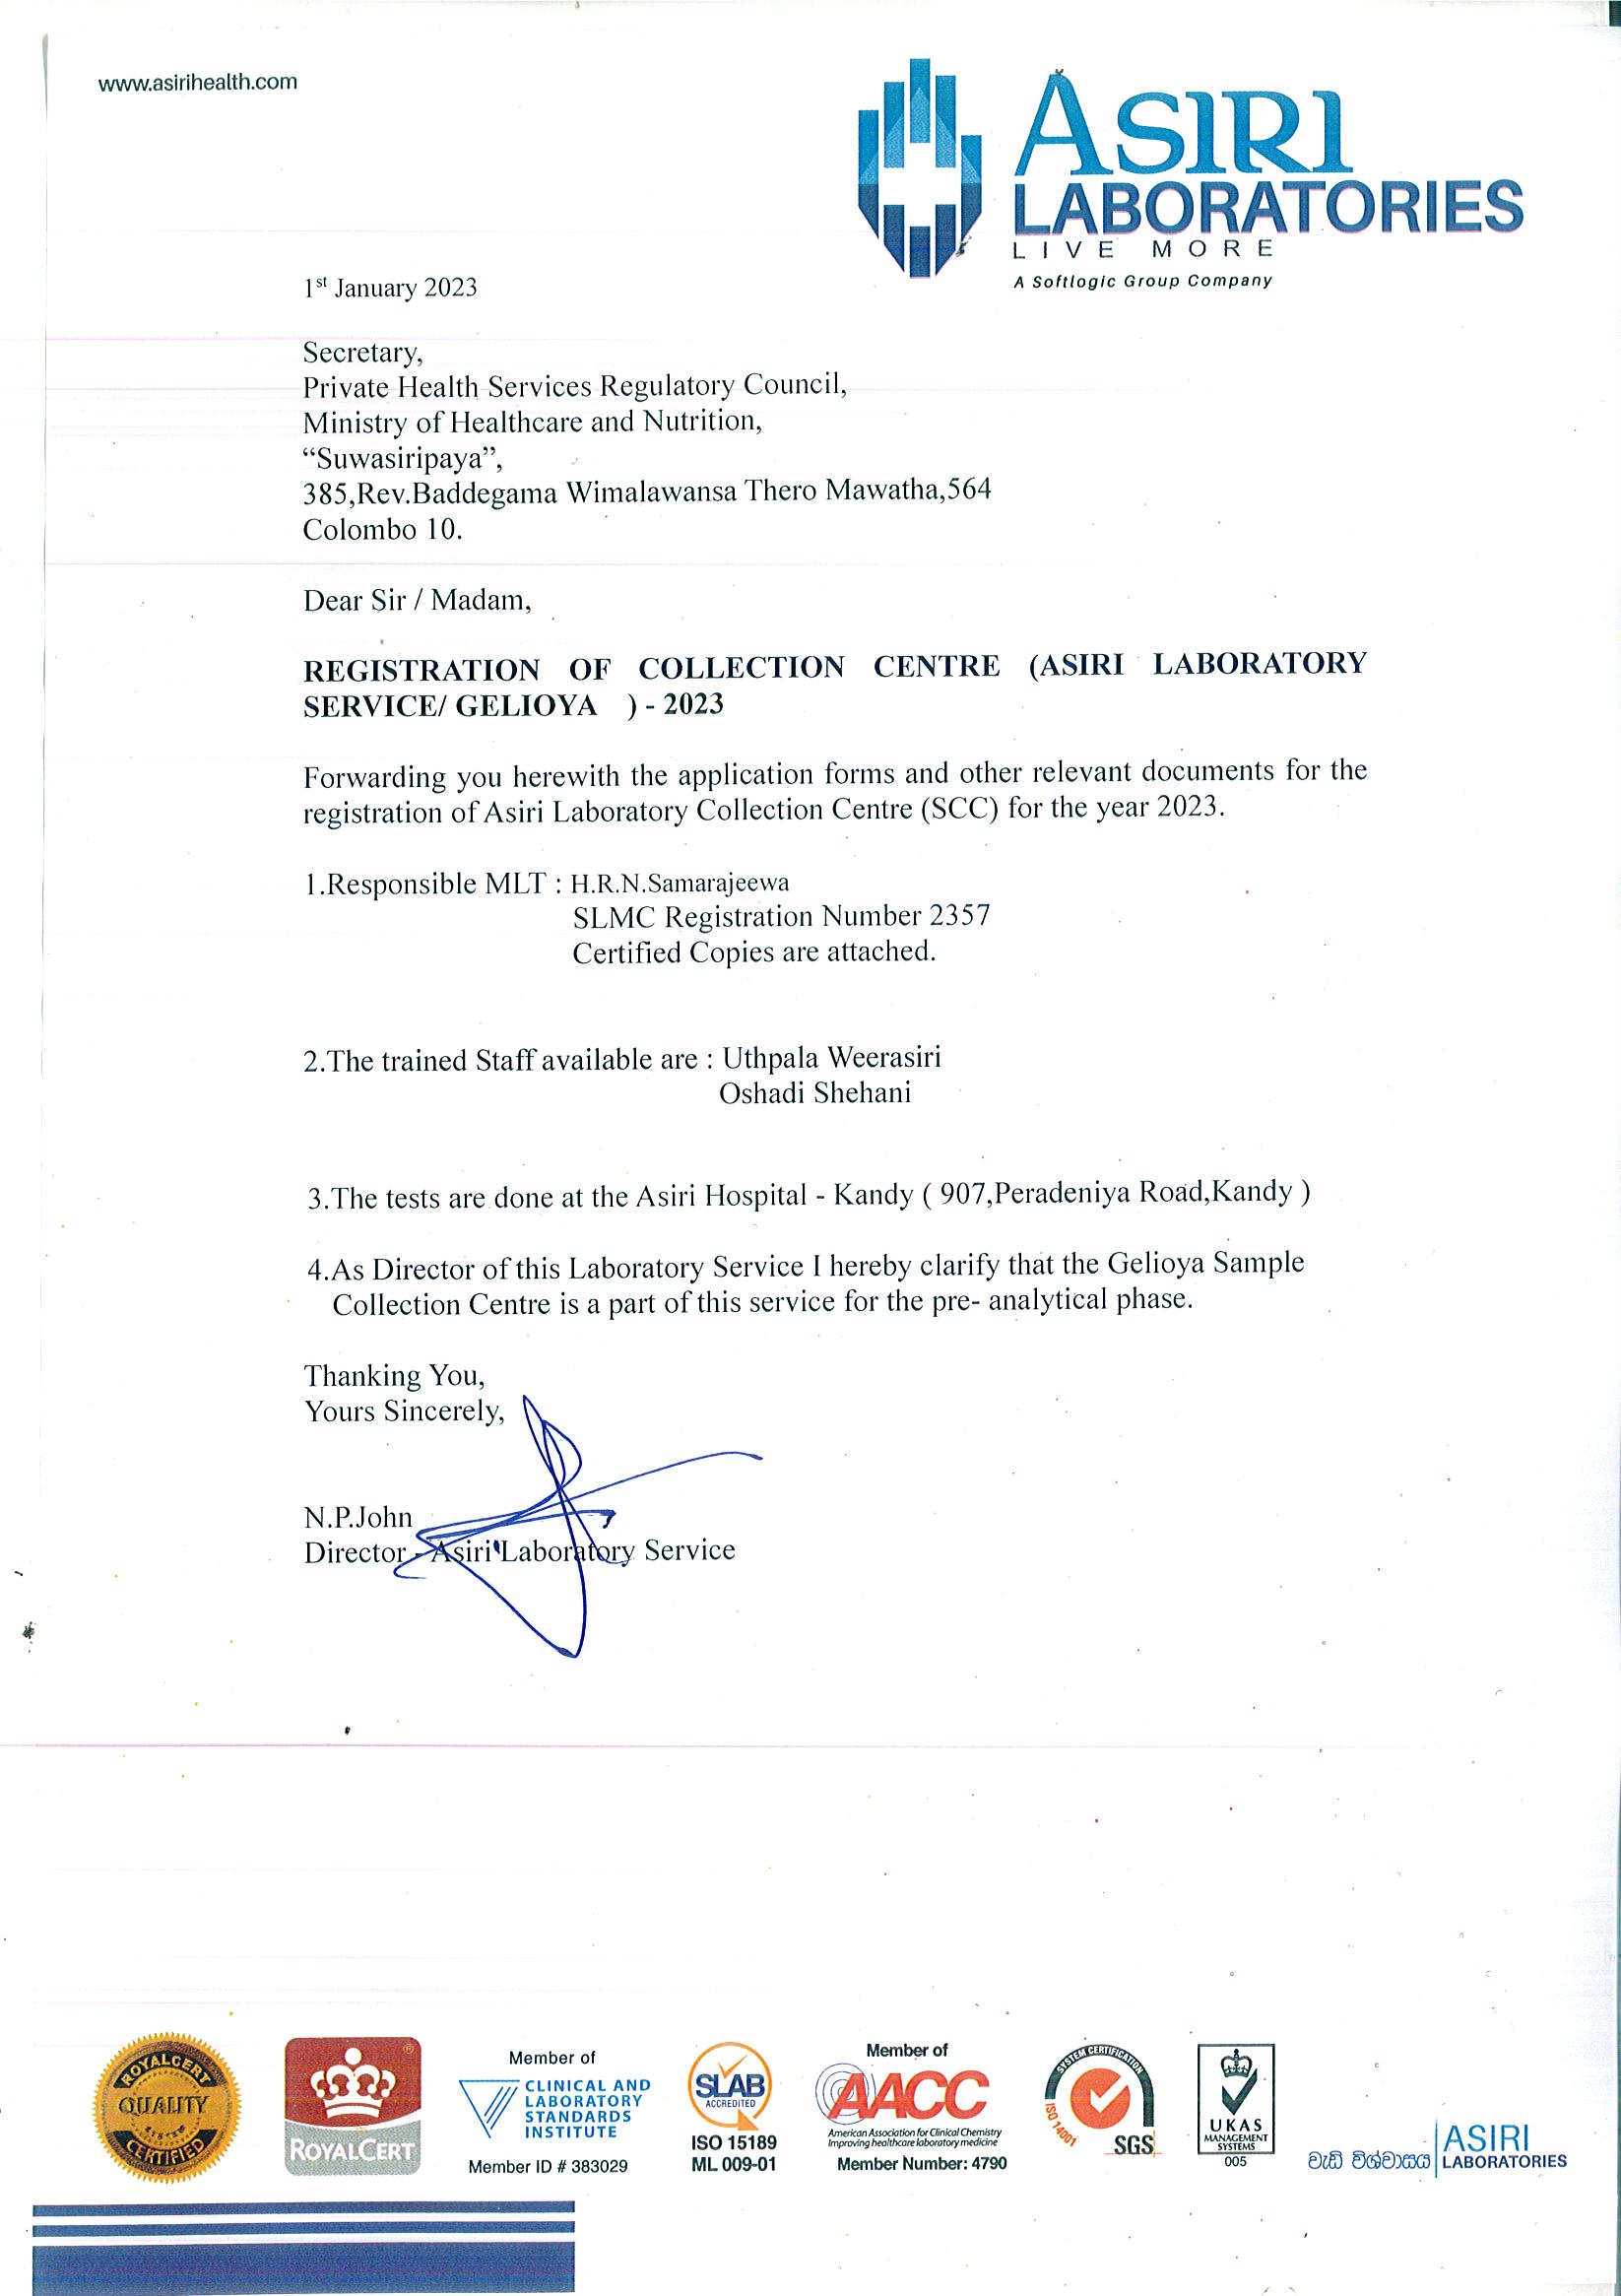 www.asirihealth.com
ASIRI
LABORATORIES
LIVE MORE
A Softlogic Group Company
1st January 2023
Secretary,
Private Health Services Regulatory Council,
Ministry of Healthcare and Nutrition,
“Suwasiripaya”,
385,Rev.Baddegama Wimalawansa Thero Mawatha,564
Colombo 10.
Dear Sir / Madam,
REGISTRATION OF COLLECTION CENTRE (ASIRI LABORATORY
SERVICE/ GELIOYA ) - 2023
Forwarding you herewith the application forms and other relevant documents for the
registration of Asiri Laboratory Collection Centre (SCC) for the year 2023.
1.Responsible MLT : H.R.N.Samarajeewa
SLMC Registration Number 2357
Certified Copies are attached.
2.The trained Staff available are : Uthpala Weerasiri
Oshadi Shehani
3.The tests are done at the Asiri Hospital - Kandy ( 907,Peradeniya Road,Kandy )
4.As Director of this Laboratory Service I hereby clarify that the Gelioya Sample
Collection Centre is a part of this service for the pre- analytical phase.
Thanking You,
Yours Sincerely,
N.P.John
Director - Asiri Laboratory Service
ROYALCERT
QUALITY
CERTIFIED
ROYALCERT
Member of
CLINICAL AND
LABORATORY
STANDARDS
INSTITUTE
Member ID # 383029
SLAB
ACCREDITED
ISO 15189
ML 009-01
Member of
AACC
American Association for Clinical Chemistry
Improving healthcare laboratory medicine
Member Number: 4790
SYSTEM CERTIFICATION
ISO 14001
SGS
UKAS
MANAGEMENT
SYSTEMS
005
වැඩි විශ්වාසය
ASIRI
LABORATORIES